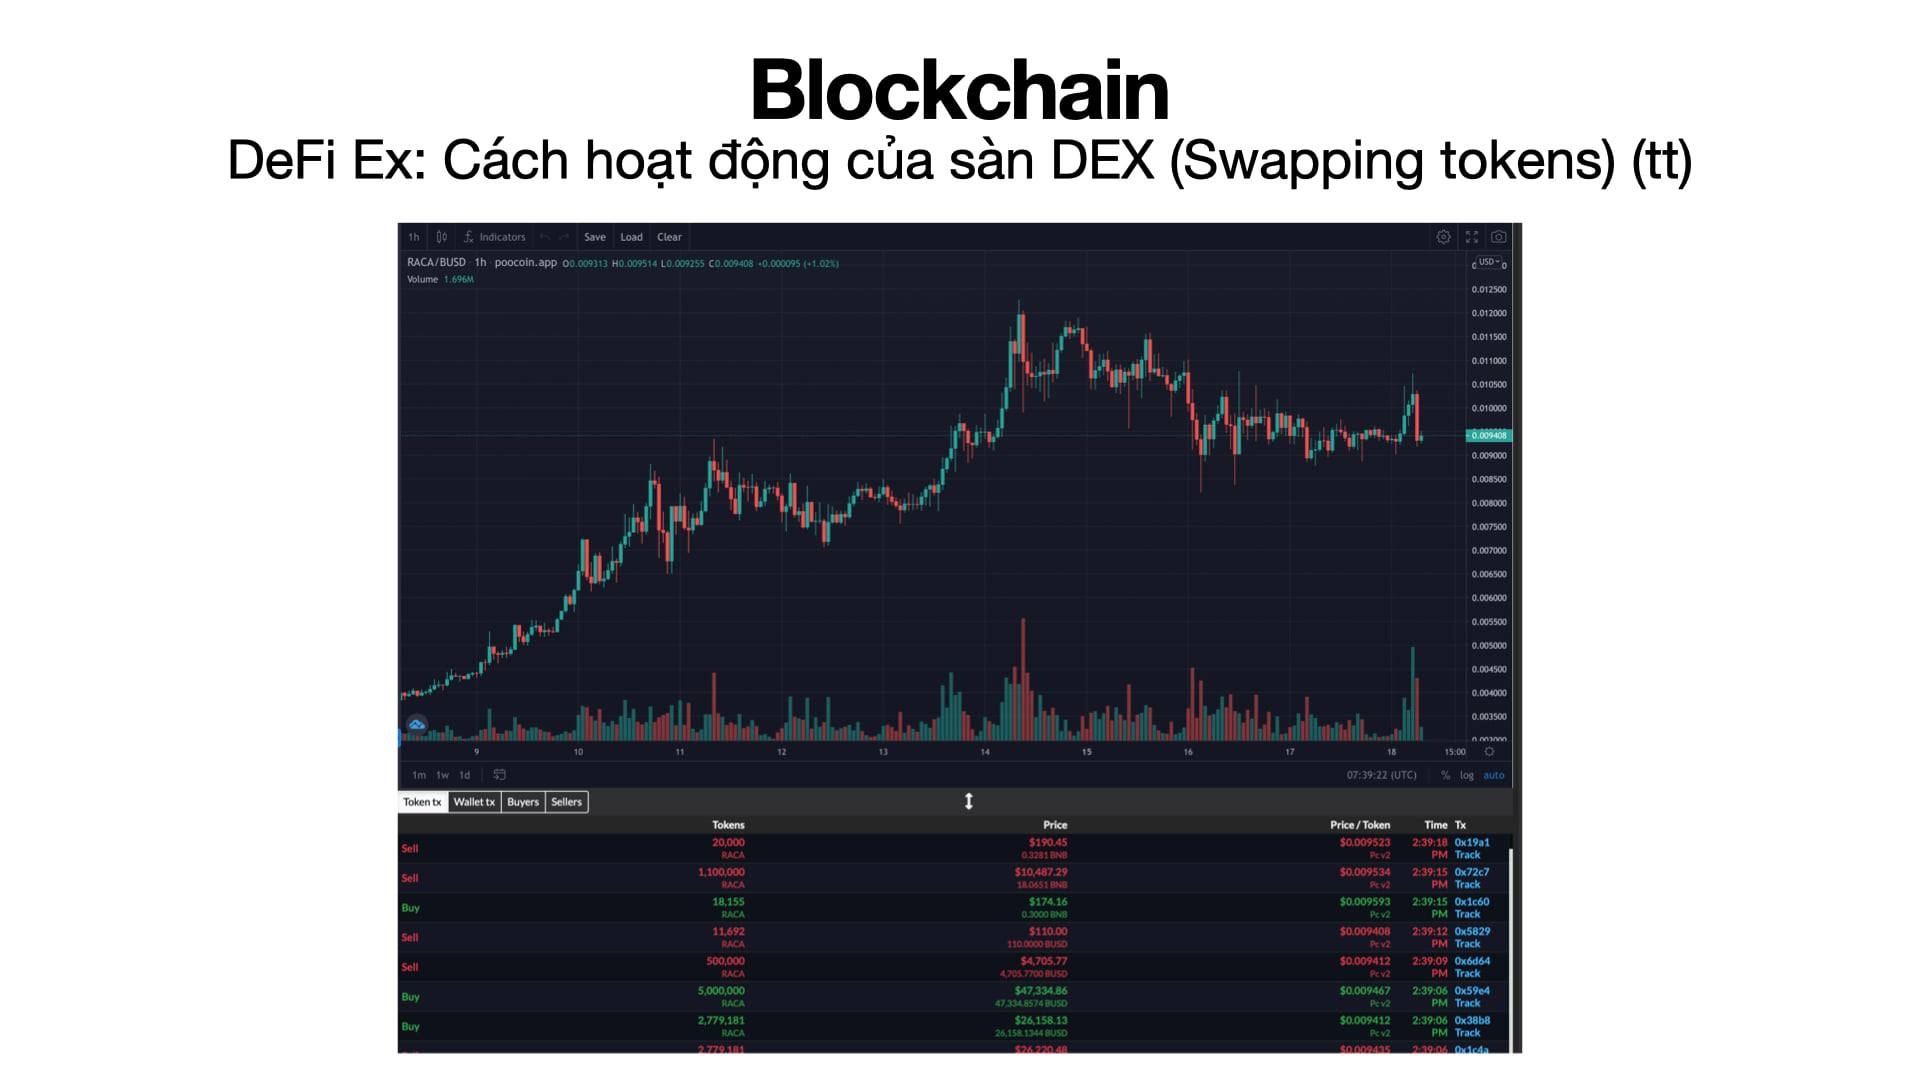 Blockchain
DeFi Ex: Cách hoạt động của sàn DEX (Swapping tokens) (tt)
1h Indicators Save Load Clear
RACA/BUSD · 1h · poocoin.app O0.009313 H0.009514 L0.009255 C0.009408 +0.000095 (+1.02%)
USD
Volume 1.696M
0.012500
0.012000
0.011500
0.011000
0.010500
0.010000
0.009408
0.009000
0.008500
0.008000
0.007500
0.007000
0.006500
0.006000
0.005500
0.005000
0.004500
0.004000
0.003500
9 10 11 12 13 14 15 16 17 18 15:00
1m 1w 1d 07:39:22 (UTC) % log auto
Token tx Wallet tx Buyers Sellers
Tokens Price Price / Token Time Tx
Sell 20,000 $190.45 $0.009523 2:39:18 0x19a1
RACA 0.3281 BNB Pc v2 PM Track
Sell 1,100,000 $10,487.29 $0.009534 2:39:15 0x72c7
RACA 18.0651 BNB Pc v2 PM Track
Buy 18,155 $174.16 $0.009593 2:39:15 0x1c60
RACA 0.3000 BNB Pc v2 PM Track
Sell 11,692 $110.00 $0.009408 2:39:12 0x5829
RACA 110.0000 BUSD Pc v2 PM Track
Sell 500,000 $4,705.77 $0.009412 2:39:09 0x6d64
RACA 4,705.7700 BUSD Pc v2 PM Track
Buy 5,000,000 $47,334.86 $0.009467 2:39:06 0x59e4
RACA 47,334.8574 BUSD Pc v2 PM Track
Buy 2,779,181 $26,158.13 $0.009412 2:39:06 0x38b8
RACA 26,158.1344 BUSD Pc v2 PM Track
2,779,181 $26,220.48 $0.009435 2:39:06 0x1c4a